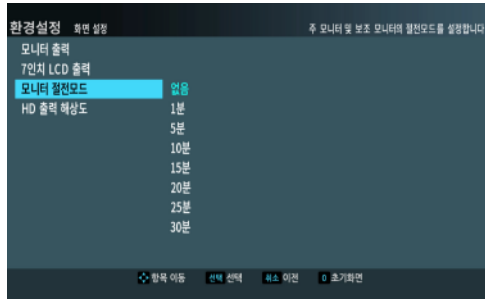 환경설정 화면 설정 주 모니터 및 보조 모니터의 절전모드를 설정합니다
모니터 출력
7인치 LCD 출력
모니터 절전모드 없음
HD 출력 해상도 1분
5분
10분
15분
20분
25분
30분
항목 이동 선택 선택 취소 이전 0 초기화면